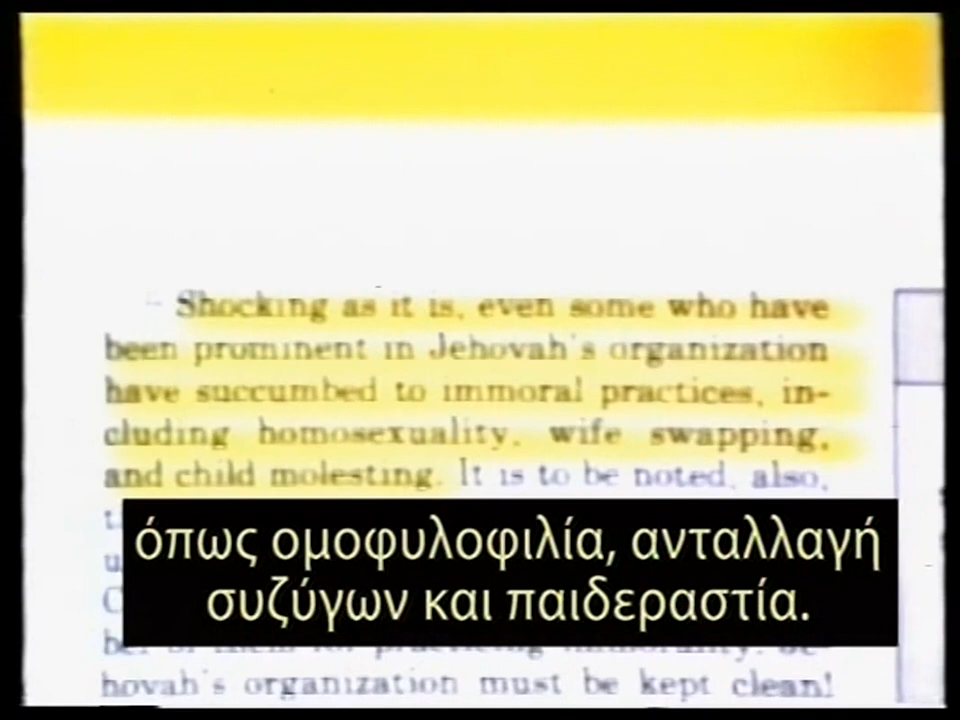 Shocking as it is, even some who have
been prominent in Jehovah's organization
have succumbed to immoral practices, in-
cluding homosexuality, wife swapping,
and child molesting. It is to be noted, also,
όπως ομοφυλοφιλία, ανταλλαγή
συζύγων και παιδεραστία.
hovah's organization must be kept clean!